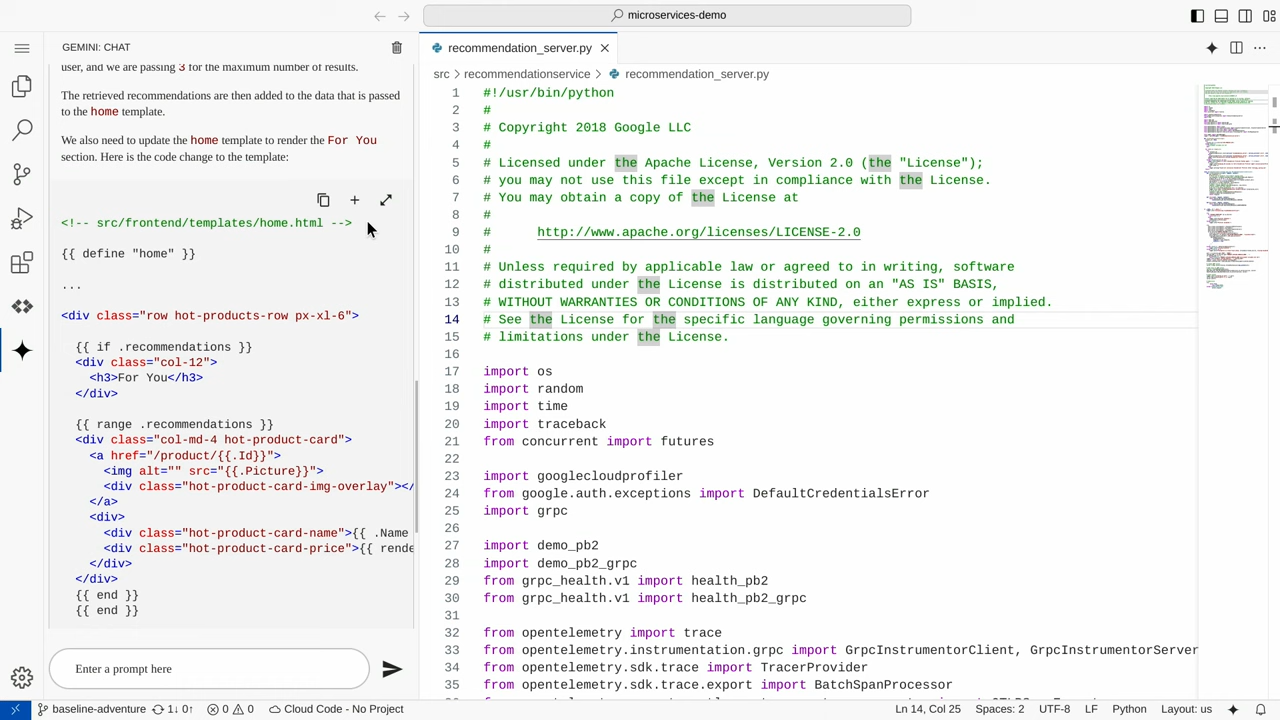 microservices-demo
GEMINI: CHAT
user, and we are passing 3 for the maximum number of results.
The retrieved recommendations are then added to the data that is passed
to the home template.
We also need to update the home template to render the For You
section. Here is the code change to the template:
<!-- src/frontend/templates/home.html
{{ define "home" }}
...
<div class="row hot-products-row px-xl-6">
{{ if .recommendations }}
<div class="col-12">
<h3>For You</h3>
</div>
{{ range .recommendations }}
<div class="col-md-4 hot-product-card">
<a href="/product/{{.Id}}">
<img alt="" src="{{.Picture}}">
<div class="hot-product-card-img-overlay"></
</a>
<div>
<div class="hot-product-card-name">{{ .Name
<div class="hot-product-card-price">{{ rende
</div>
</div>
{{ end }}
{{ end }}
Enter a prompt here
recommendation_server.py
src > recommendationservice > recommendation_server.py
1 #!/usr/bin/python
2 #
3 # Copyright 2018 Google LLC
4 #
5 # Licensed under the Apache License, Version 2.0 (the "License");
6 # you may not use this file except in compliance with the License.
7 # You may obtain a copy of the License at
8 #
9 # http://www.apache.org/licenses/LICENSE-2.0
10 #
11 # Unless required by applicable law or agreed to in writing, software
12 # distributed under the License is distributed on an "AS IS" BASIS,
13 # WITHOUT WARRANTIES OR CONDITIONS OF ANY KIND, either express or implied.
14 # See the License for the specific language governing permissions and
15 # limitations under the License.
16
17 import os
18 import random
19 import time
20 import traceback
21 from concurrent import futures
22
23 import googlecloudprofiler
24 from google.auth.exceptions import DefaultCredentialsError
25 import grpc
26
27 import demo_pb2
28 import demo_pb2_grpc
29 from grpc_health.v1 import health_pb2
30 from grpc_health.v1 import health_pb2_grpc
31
32 from opentelemetry import trace
33 from opentelemetry.instrumentation.grpc import GrpcInstrumentorClient, GrpcInstrumentorServer
34 from opentelemetry.sdk.trace import TracerProvider
35 from opentelemetry.sdk.trace.export import BatchSpanProcessor
baseline-adventure 1↓ 0↑ 0 0 Cloud Code - No Project
Ln 14, Col 25 Spaces: 2 UTF-8 LF Python Layout: us